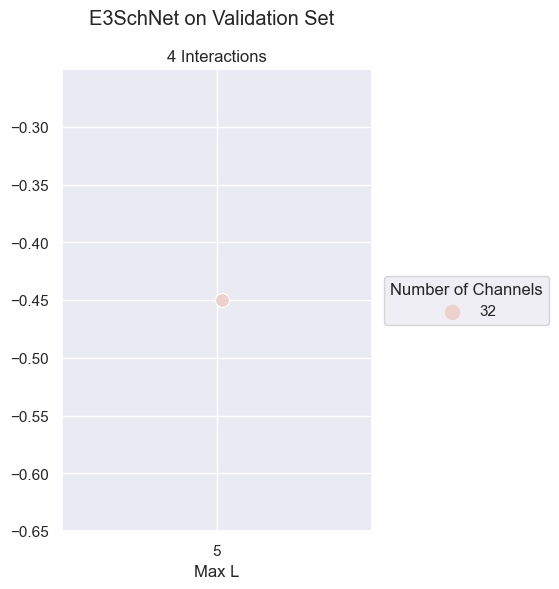 E3SchNet on Validation Set
4 Interactions
−0.30
−0.35
−0.40
−0.45
−0.50
−0.55
−0.60
−0.65
5
Max L
Number of Channels
32